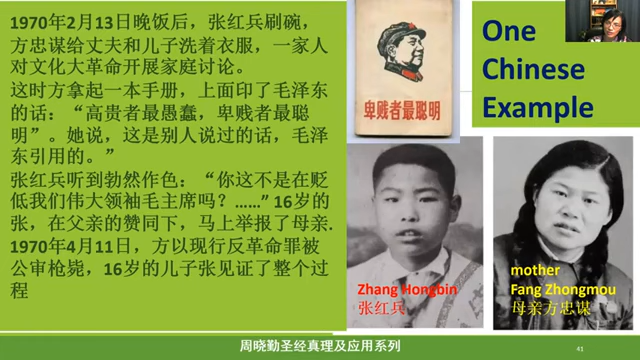 1970年2月13日晚饭后，张红兵刷碗，
方忠谋给丈夫和儿子洗着衣服，一家人
对文化大革命开展家庭讨论。
这时方拿起一本手册，上面印了毛泽东
的话：“高贵者最愚蠢，卑贱者最聪
明”。她说，这是别人说过的话，毛泽
东引用的。”
张红兵听到勃然作色：“你这不是在贬
低我们伟大领袖毛主席吗？......” 16岁的
张，在父亲的赞同下，马上举报了母亲.
1970年4月11日，方以现行反革命罪被
公审枪毙，16岁的儿子张见证了整个过
程
卑贱者最聪明
One
Chinese
Example
Zhang Hongbin
张红兵
mother
Fang Zhongmou
母亲方忠谋
周晓勤圣经真理及应用系列
41